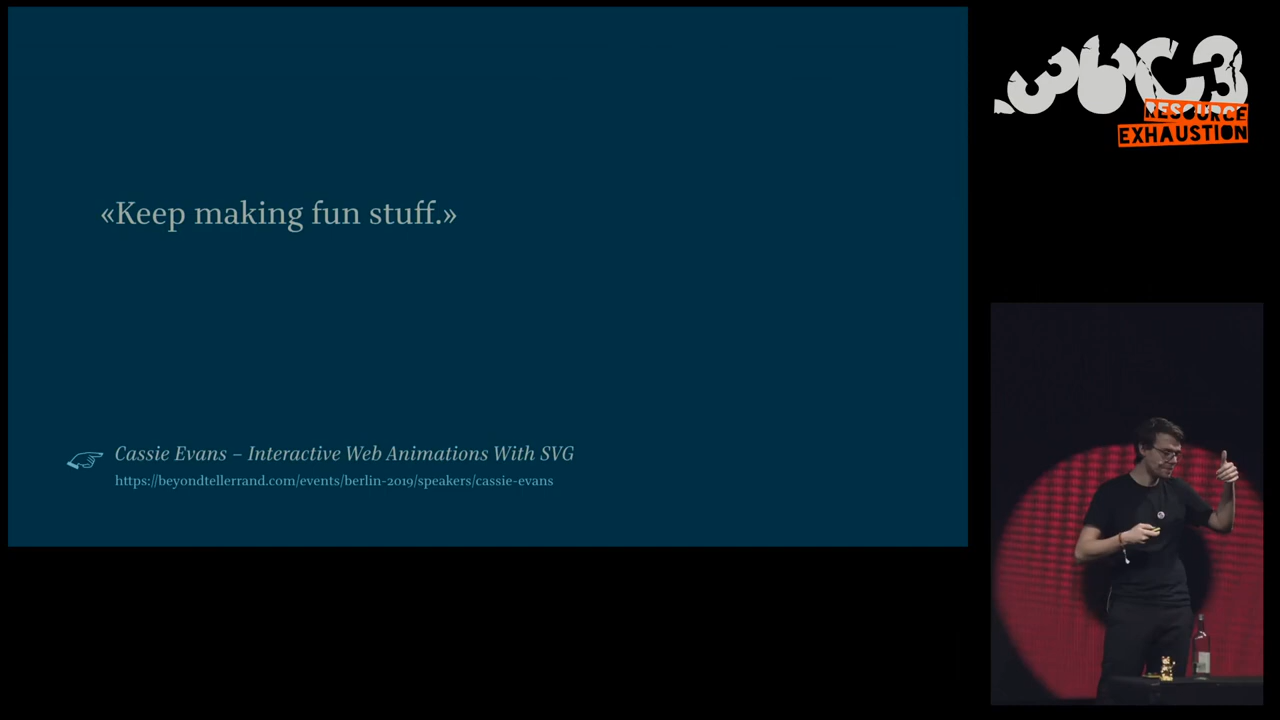 36C3
RESOURCE
EXHAUSTION
«Keep making fun stuff.»
Cassie Evans – Interactive Web Animations With SVG
https://beyondtellerrand.com/events/berlin-2019/speakers/cassie-evans